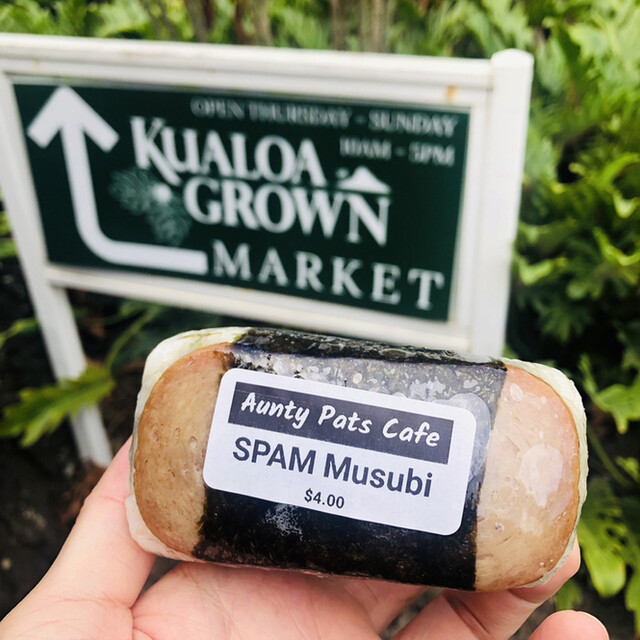 OPEN THURSDAY - SUNDAY
10AM - 5PM
KUALOA
GROWN
MARKET
Aunty Pats Cafe
SPAM Musubi
$4.00